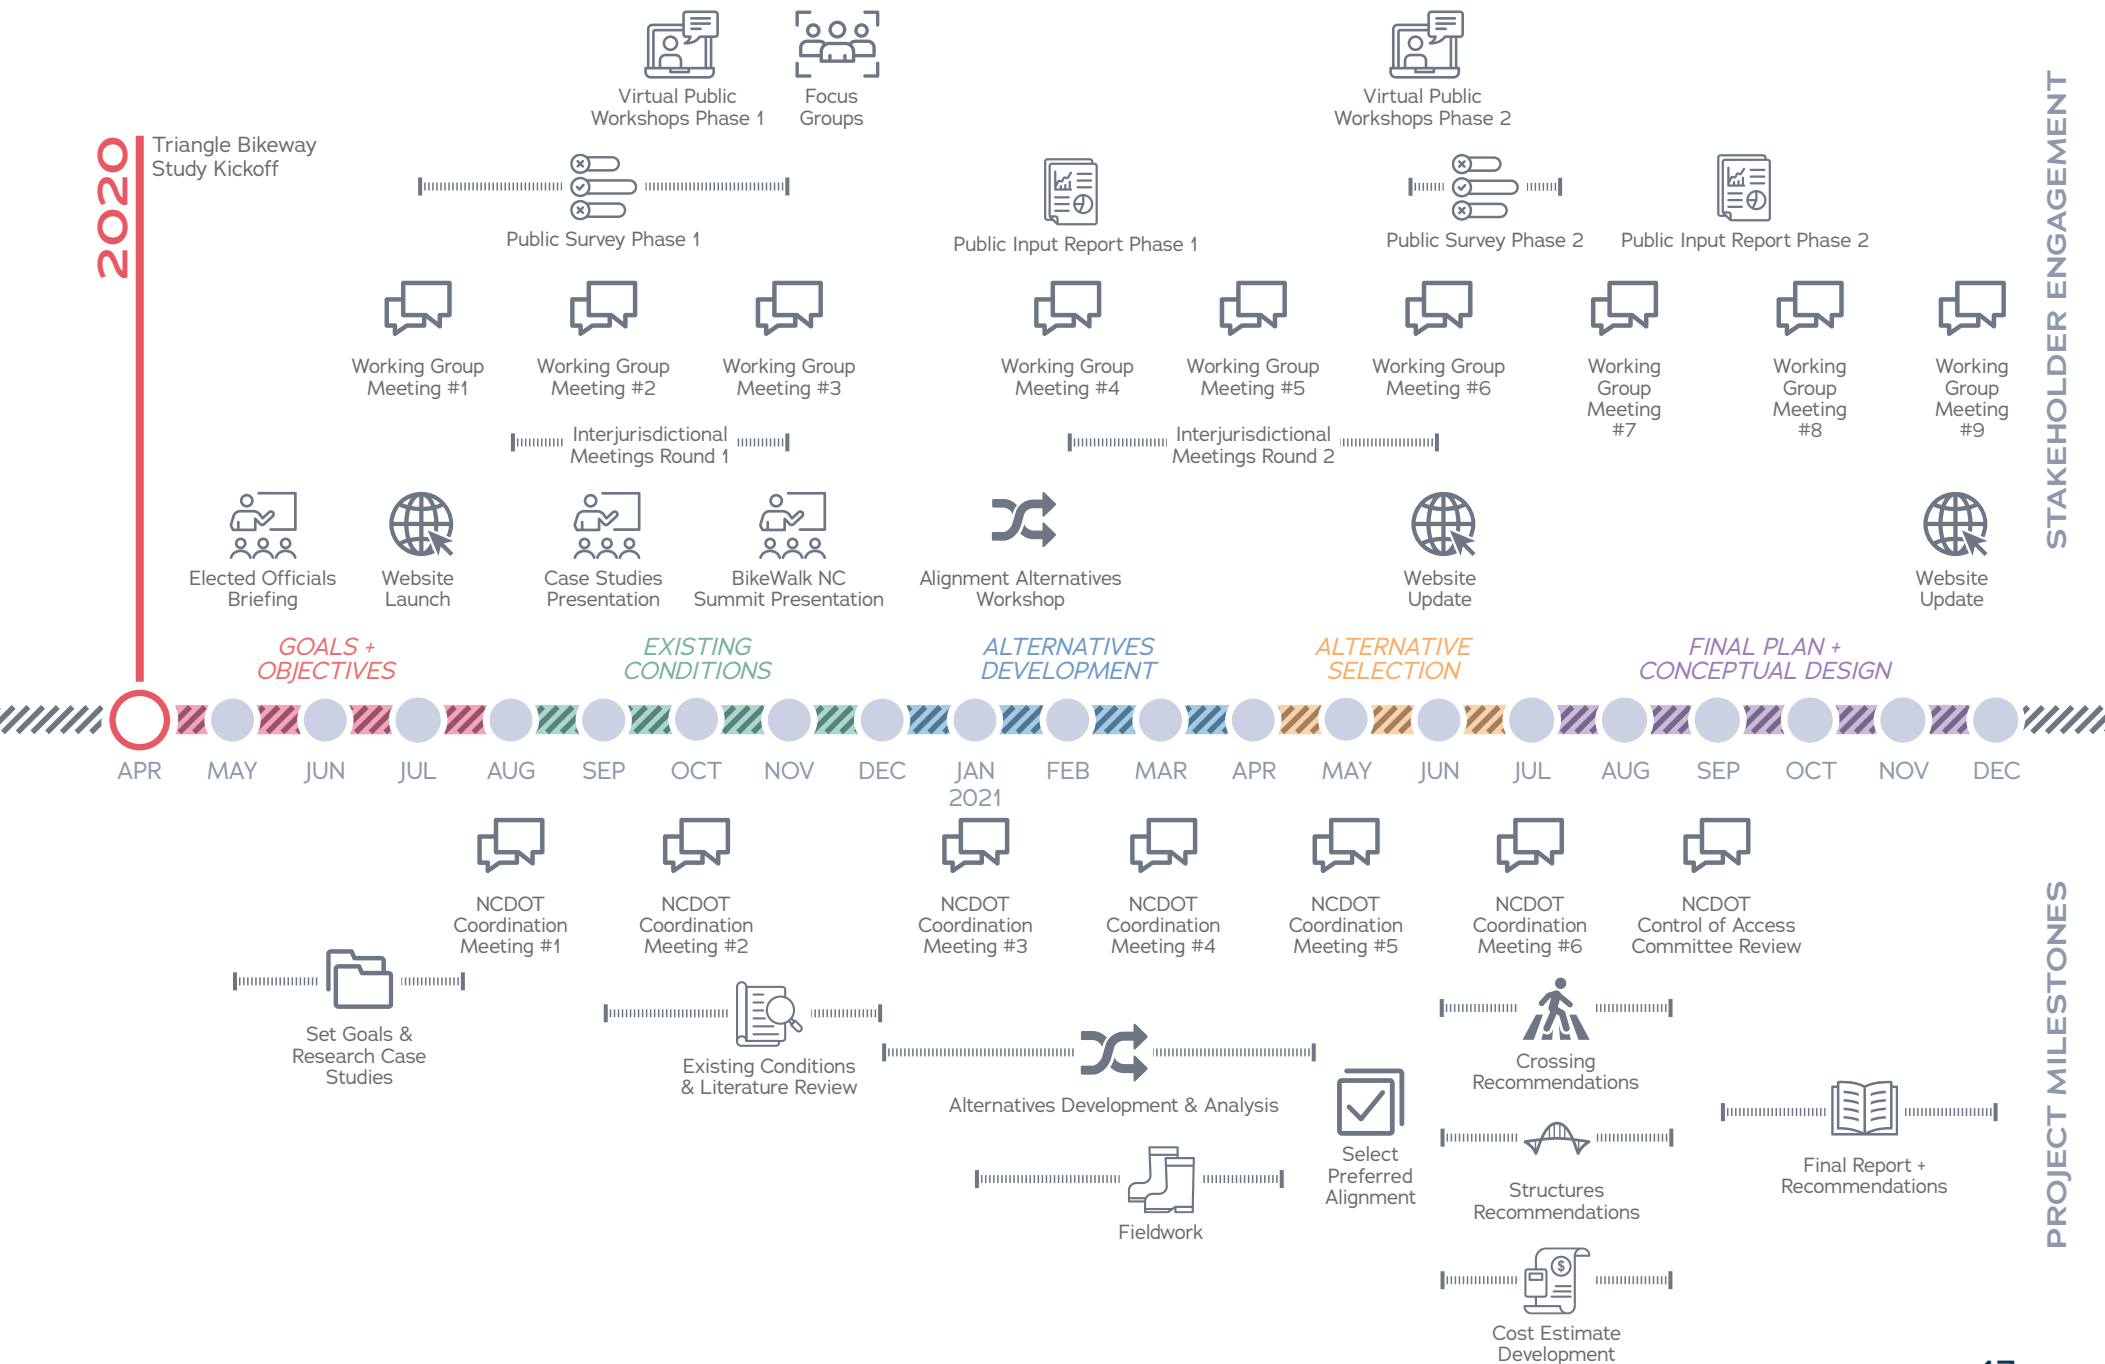 Virtual Public
Workshops Phase 1
Focus
Groups
Virtual Public
Workshops Phase 2
2020
Triangle Bikeway
Study Kickoff
Public Survey Phase 1
Public Input Report Phase 1
Public Survey Phase 2
Public Input Report Phase 2
STAKEHOLDER ENGAGEMENT
Working Group
Meeting #1
Working Group
Meeting #2
Working Group
Meeting #3
Working Group
Meeting #4
Working Group
Meeting #5
Working Group
Meeting #6
Working
Group
Meeting
#7
Working
Group
Meeting
#8
Working
Group
Meeting
#9
Interjurisdictional
Meetings Round 1
Interjurisdictional
Meetings Round 2
Elected Officials
Briefing
Website
Launch
Case Studies
Presentation
BikeWalk NC
Summit Presentation
Alignment Alternatives
Workshop
Website
Update
Website
Update
GOALS +
OBJECTIVES
EXISTING
CONDITIONS
ALTERNATIVES
DEVELOPMENT
ALTERNATIVE
SELECTION
FINAL PLAN +
CONCEPTUAL DESIGN
APR MAY JUN JUL AUG SEP OCT NOV DEC JAN FEB MAR APR MAY JUN JUL AUG SEP OCT NOV DEC
2021
NCDOT
Coordination
Meeting #1
NCDOT
Coordination
Meeting #2
NCDOT
Coordination
Meeting #3
NCDOT
Coordination
Meeting #4
NCDOT
Coordination
Meeting #5
NCDOT
Coordination
Meeting #6
NCDOT
Control of Access
Committee Review
PROJECT MILESTONES
Set Goals &
Research Case
Studies
Existing Conditions
& Literature Review
Alternatives Development & Analysis
Fieldwork
Select
Preferred
Alignment
Crossing
Recommendations
Structures
Recommendations
Cost Estimate
Development
Final Report +
Recommendations